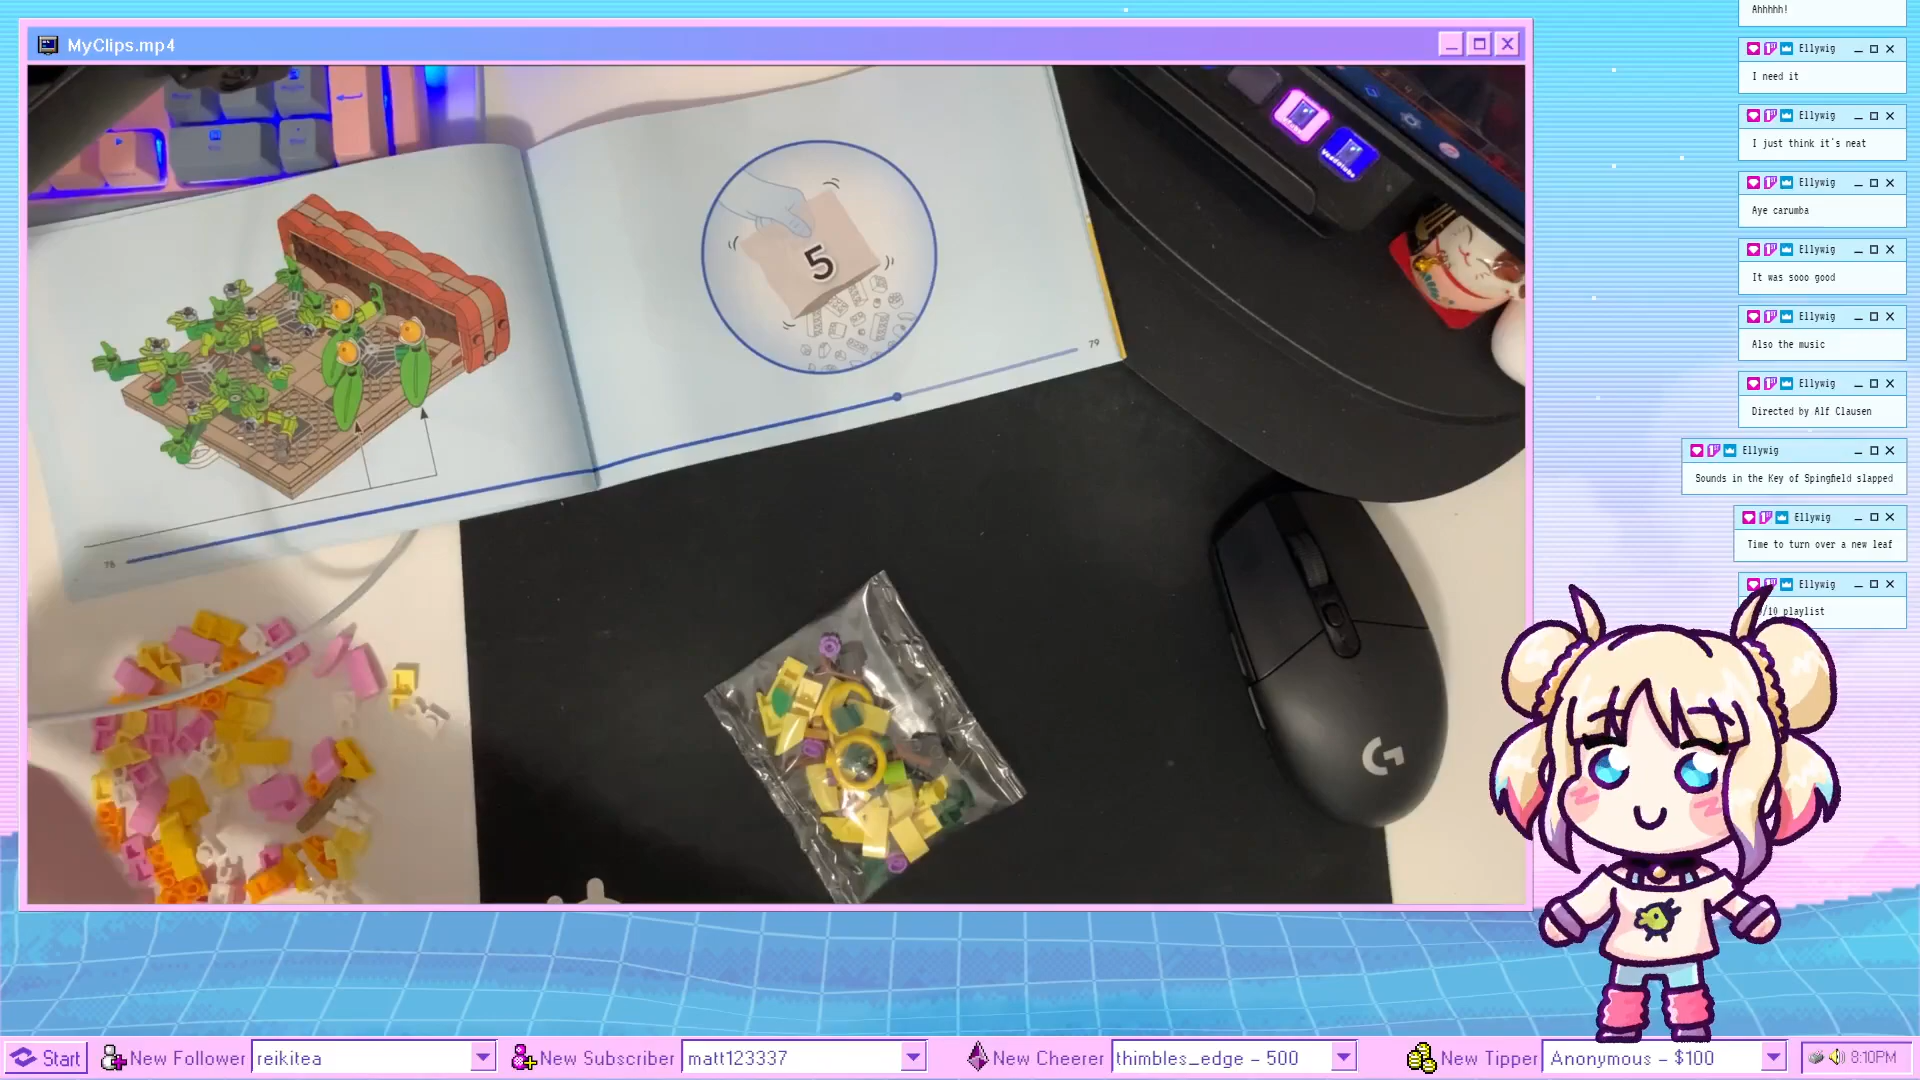 MyClips.mp4
5
79
78
G
Ahhhhh!
Ellywig
I need it
Ellywig
I just think it's neat
Ellywig
Aye carumba
Ellywig
It was sooo good
Ellywig
Also the music
Ellywig
Directed by Alf Clausen
Ellywig
Sounds in the Key of Spingfield slapped
Ellywig
Time to turn over a new leaf
Ellywig
/10 playlist
Start
New Follower
reikitea
New Subscriber
matt123337
New Cheerer
thimbles_edge - 500
New Tipper
Anonymous - $100
8:10PM